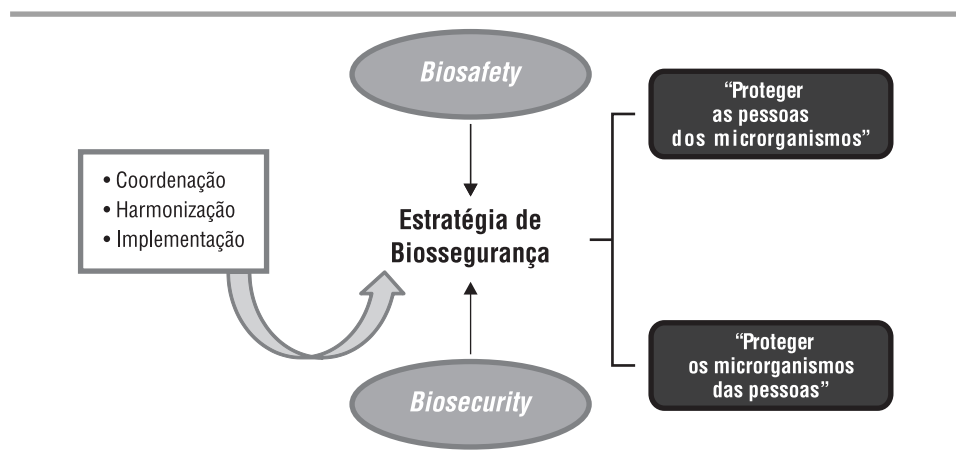 Biosafety
“Proteger
as pessoas
dos microrganismos”
• Coordenação
• Harmonização
• Implementação
Estratégia de
Biossegurança
“Proteger
os microrganismos
das pessoas”
Biosecurity